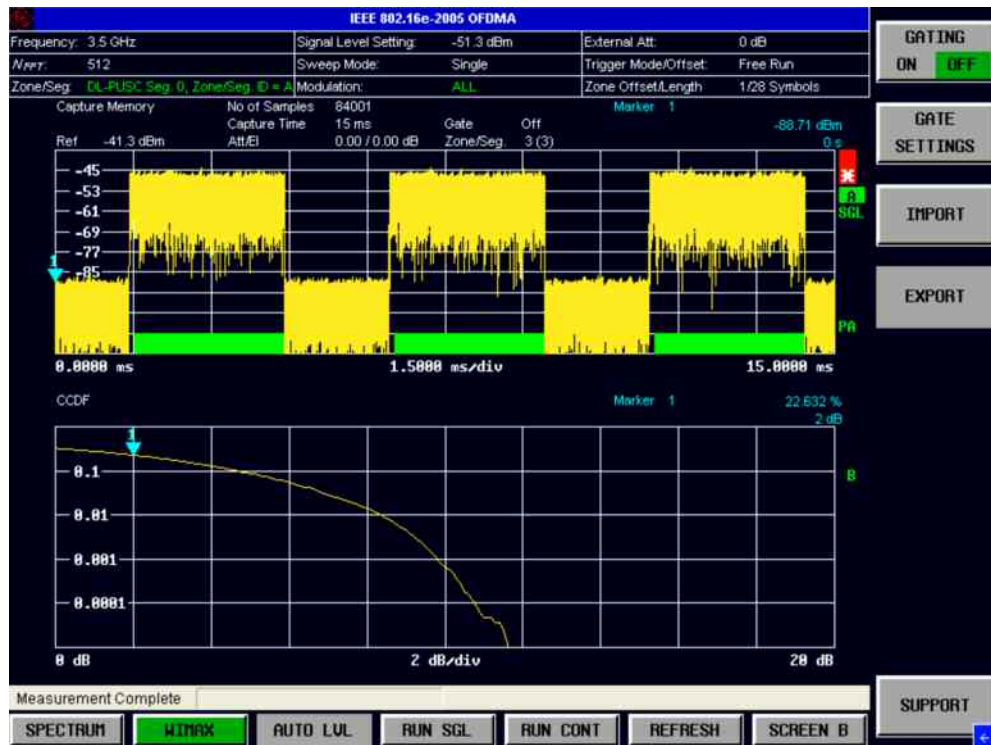 IEEE 802.16e-2005 OFDMA
Frequency: 3.5 GHz Signal Level Setting: -51.3 dBm External Att: 0 dB
NFFT: 512 Sweep Mode: Single Trigger Mode/Offset: Free Run
Zone/Seg: DL-PUSC Seg. 0, Zone/Seg. ID = A Modulation: ALL Zone Offset/Length 1/28 Symbols
Capture Memory No of Samples 84001 Marker 1
Capture Time 15 ms Gate Off -88.71 dBm
Ref -41.3 dBm Att/El 0.00 / 0.00 dB Zone/Seg. 3 (3) 0 s
-45
-53
-61
-69
-77
-85
1
A
SGL
PA
0.0000 ms 1.5000 ms/div 15.0000 ms
CCDF Marker 1 22.632 %
2 dB
1
0.1
0.01
0.001
0.0001
B
0 dB 2 dB/div 20 dB
Measurement Complete
SPECTRUM WIMAX AUTO LVL RUN SGL RUN CONT REFRESH SCREEN B
GATING
ON OFF
GATE
SETTINGS
IMPORT
EXPORT
SUPPORT